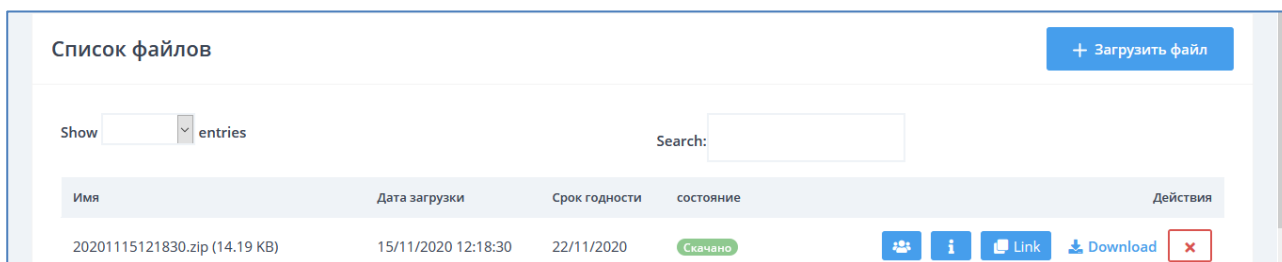 Список файлов
+ Загрузить файл
Show entries
Search:
Имя Дата загрузки Срок годности состояние Действия
20201115121830.zip (14.19 KB) 15/11/2020 12:18:30 22/11/2020 Скачано Link Download